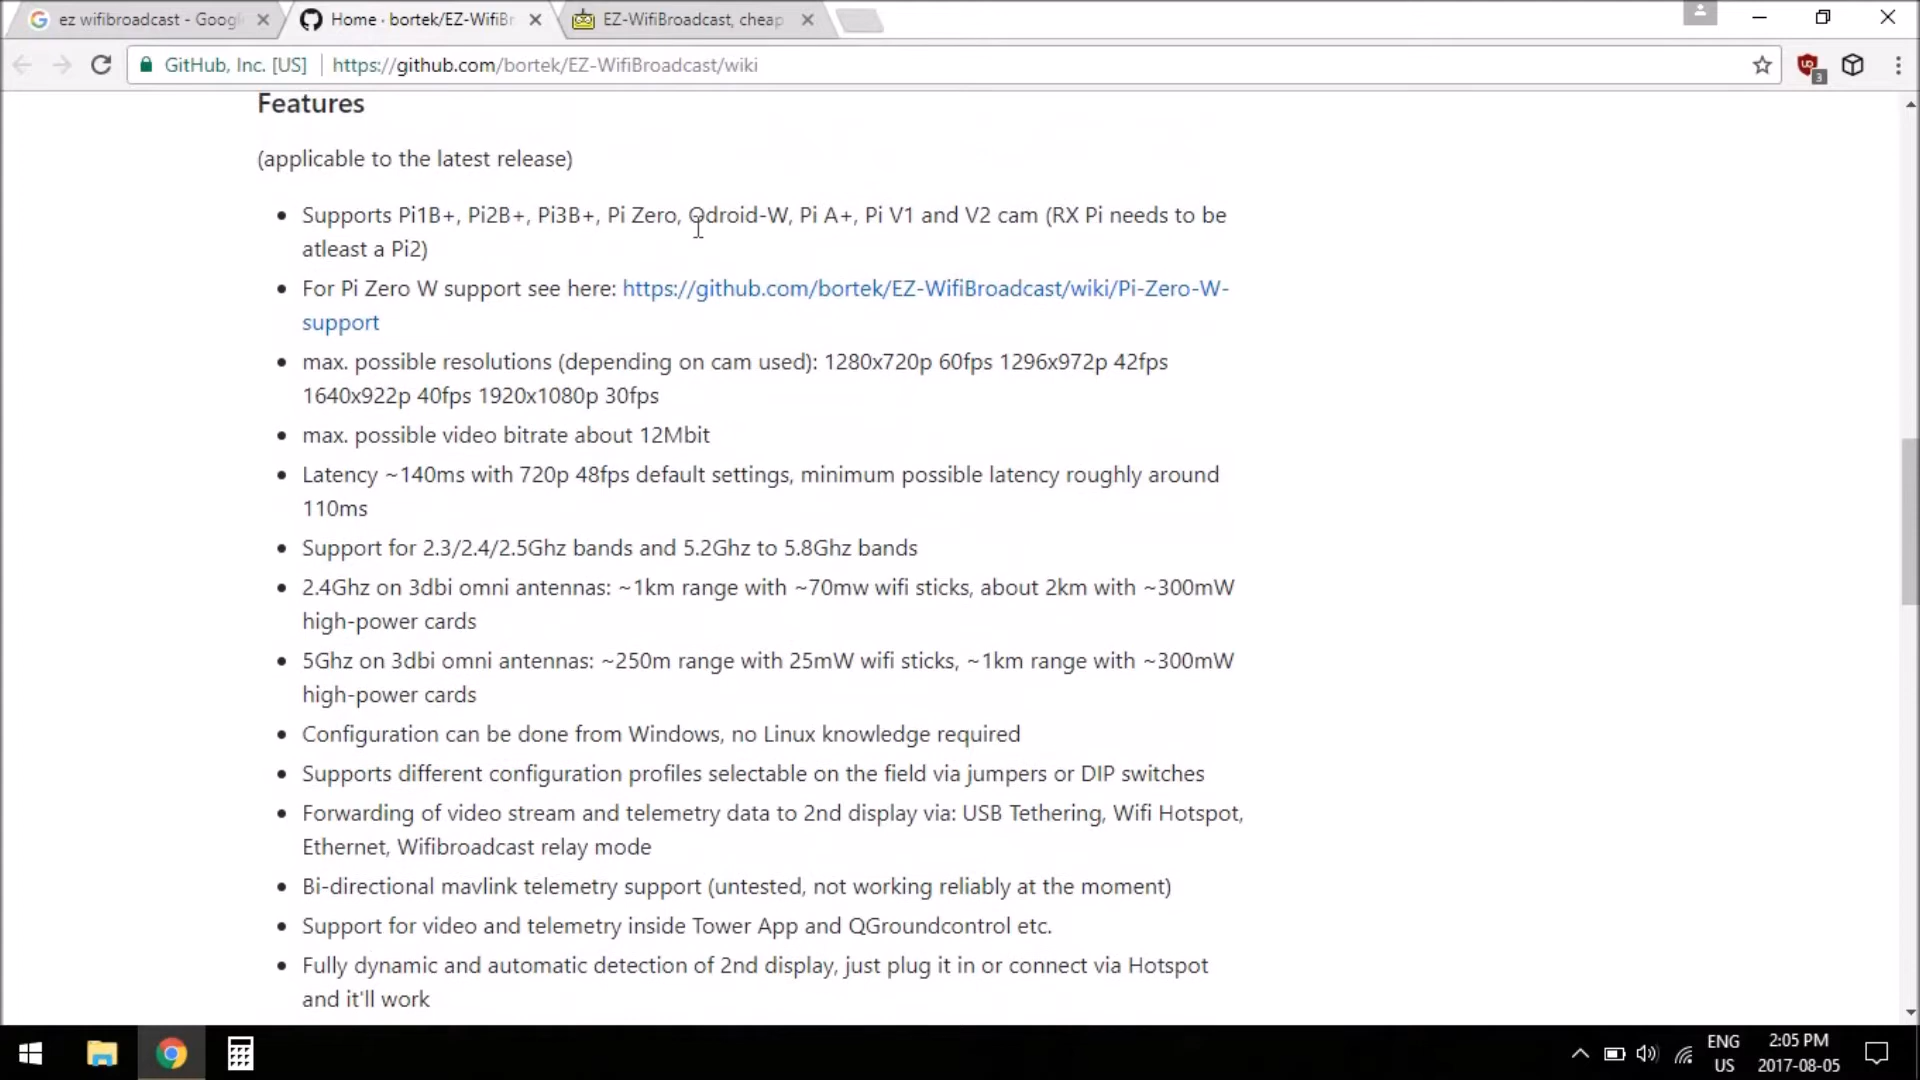 ez wifibroadcast - Googl
Home · bortek/EZ-WifiBr
EZ-WifiBroadcast, cheap
GitHub, Inc. [US]
https://github.com/bortek/EZ-WifiBroadcast/wiki
3
Features
(applicable to the latest release)
Supports Pi1B+, Pi2B+, Pi3B+, Pi Zero, Odroid-W, Pi A+, Pi V1 and V2 cam (RX Pi needs to be
atleast a Pi2)
For Pi Zero W support see here: https://github.com/bortek/EZ-WifiBroadcast/wiki/Pi-Zero-W-
support
max. possible resolutions (depending on cam used): 1280x720p 60fps 1296x972p 42fps
1640x922p 40fps 1920x1080p 30fps
max. possible video bitrate about 12Mbit
Latency ~140ms with 720p 48fps default settings, minimum possible latency roughly around
110ms
Support for 2.3/2.4/2.5Ghz bands and 5.2Ghz to 5.8Ghz bands
2.4Ghz on 3dbi omni antennas: ~1km range with ~70mw wifi sticks, about 2km with ~300mW
high-power cards
5Ghz on 3dbi omni antennas: ~250m range with 25mW wifi sticks, ~1km range with ~300mW
high-power cards
Configuration can be done from Windows, no Linux knowledge required
Supports different configuration profiles selectable on the field via jumpers or DIP switches
Forwarding of video stream and telemetry data to 2nd display via: USB Tethering, Wifi Hotspot,
Ethernet, Wifibroadcast relay mode
Bi-directional mavlink telemetry support (untested, not working reliably at the moment)
Support for video and telemetry inside Tower App and QGroundcontrol etc.
Fully dynamic and automatic detection of 2nd display, just plug it in or connect via Hotspot
and it'll work
ENG
US
2:05 PM
2017-08-05